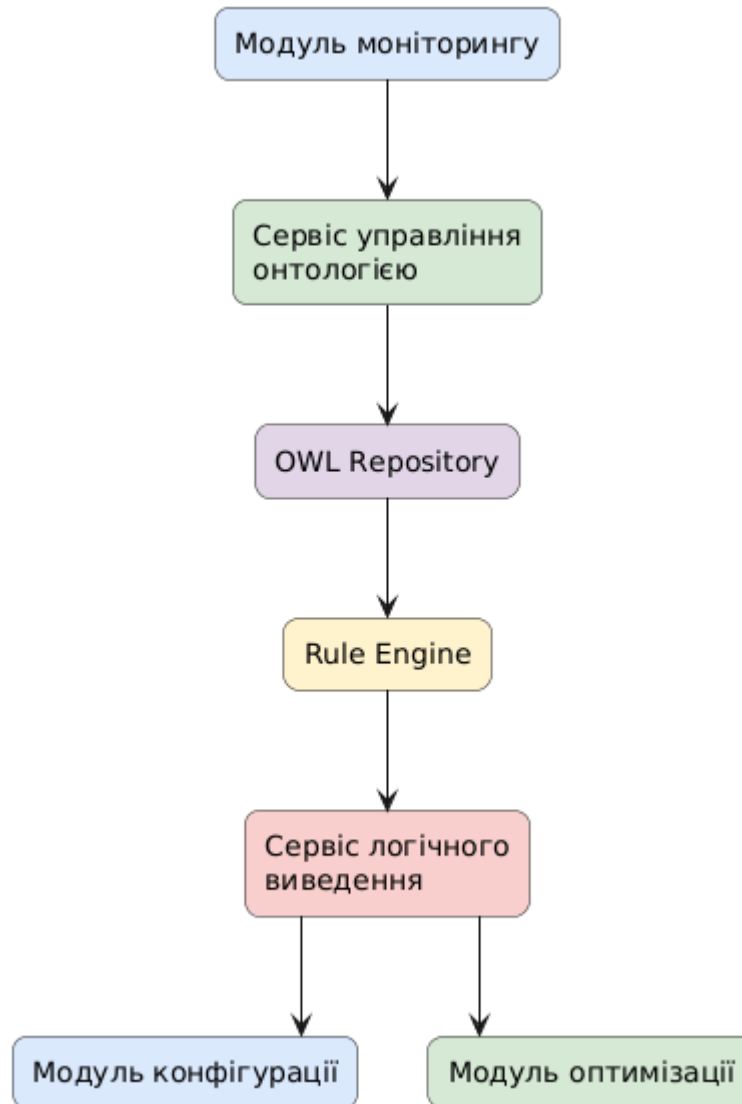 Модуль моніторингу
Сервіс управління
онтологією
OWL Repository
Rule Engine
Сервіс логічного
виведення
Модуль конфігурації
Модуль оптимізації